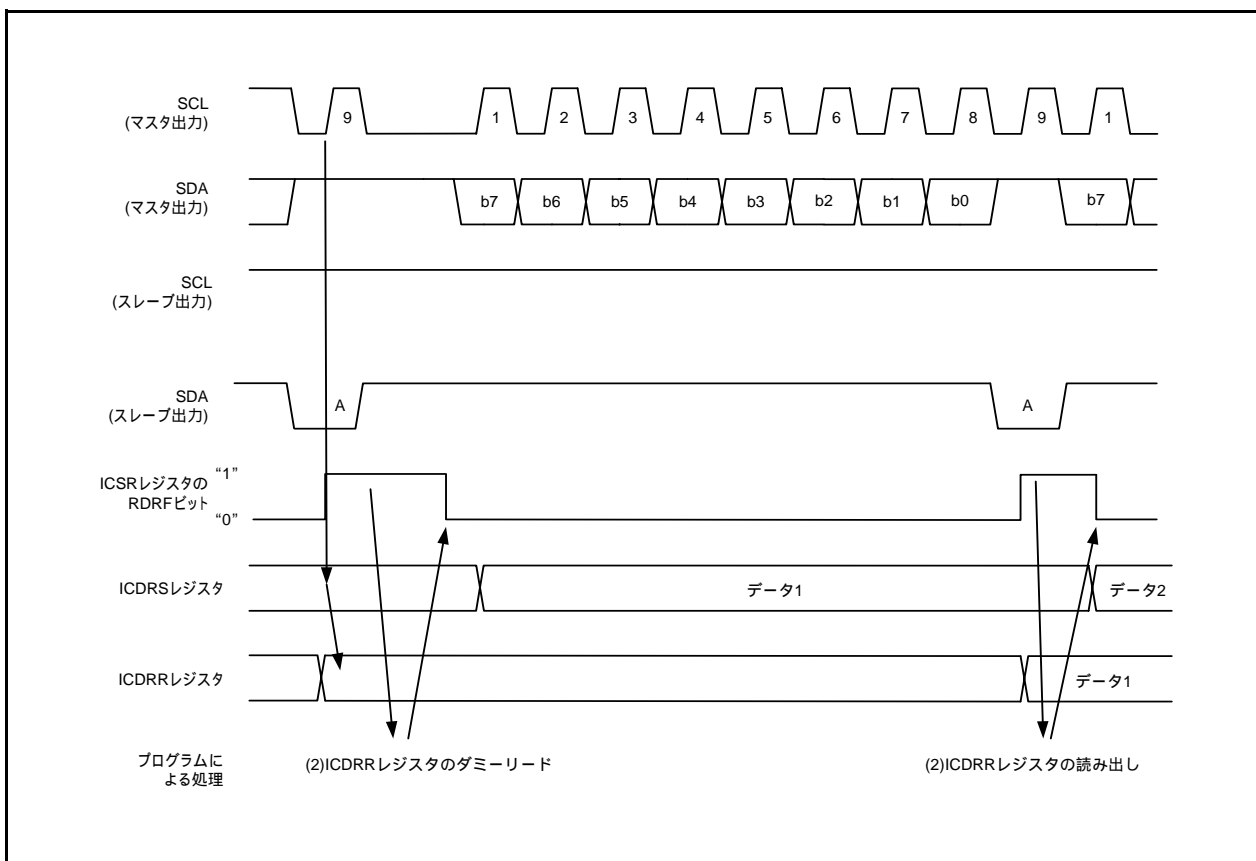 SCL
(マスタ出力)
9 1 2 3 4 5 6 7 8 9 1
SDA
(マスタ出力)
b7 b6 b5 b4 b3 b2 b1 b0 b7
SCL
(スレーブ出力)
SDA
(スレーブ出力)
A A
ICSRレジスタの
RDRFビット
“1”
“0”
ICDRSレジスタ
データ1 データ2
ICDRRレジスタ
データ1
プログラムに
よる処理
(2)ICDRRレジスタのダミーリード
(2)ICDRRレジスタの読み出し